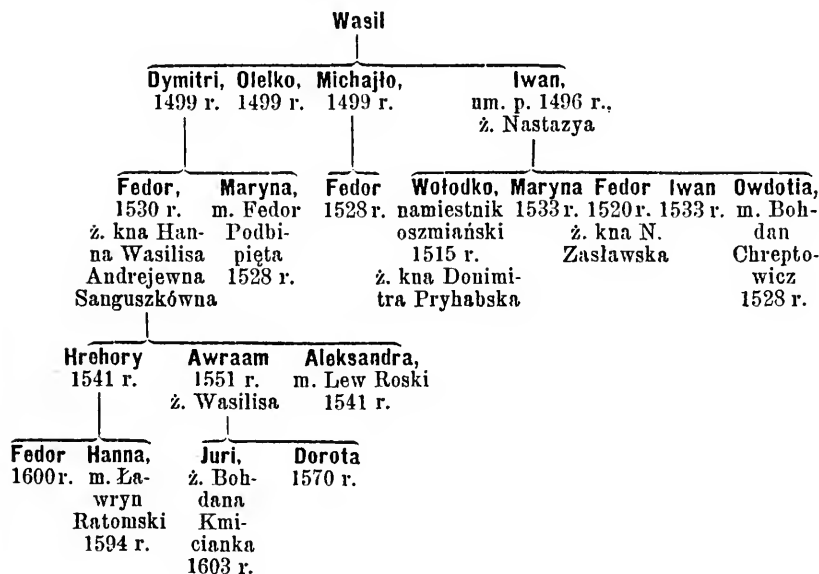 Wasil
Dymitri, Olelko, Michajło, Iwan,
1499 r. 1499 r. 1499 r. um. p. 1496 r.,
ż. Nastazya
Fedor, Maryna, Fedor Wołodko, Maryna Fedor Iwan Owdotia,
1530 r. m. Fedor 1528 r. namiestnik 1533 r. 1520 r. 1533 r. m. Boh-
ż. kna Han- Podbi- oszmiański ż. kna N. dan
na Wasilisa pięta 1515 r. Zasławska Chrepto-
Andrejewna 1528 r. ż. kna Donimi- wicz
Sanguszkówna tra Pryhabska 1528 r.
Hrehory Awraam Aleksandra,
1541 r. 1551 r. m. Lew Roski
ż. Wasilisa 1541 r.
Fedor Hanna, Juri, Dorota
1600 r. m. Ła- ż. Boh- 1570 r.
wryn dana
Ratomski Kmi-
1594 r. cianka
1603 r.